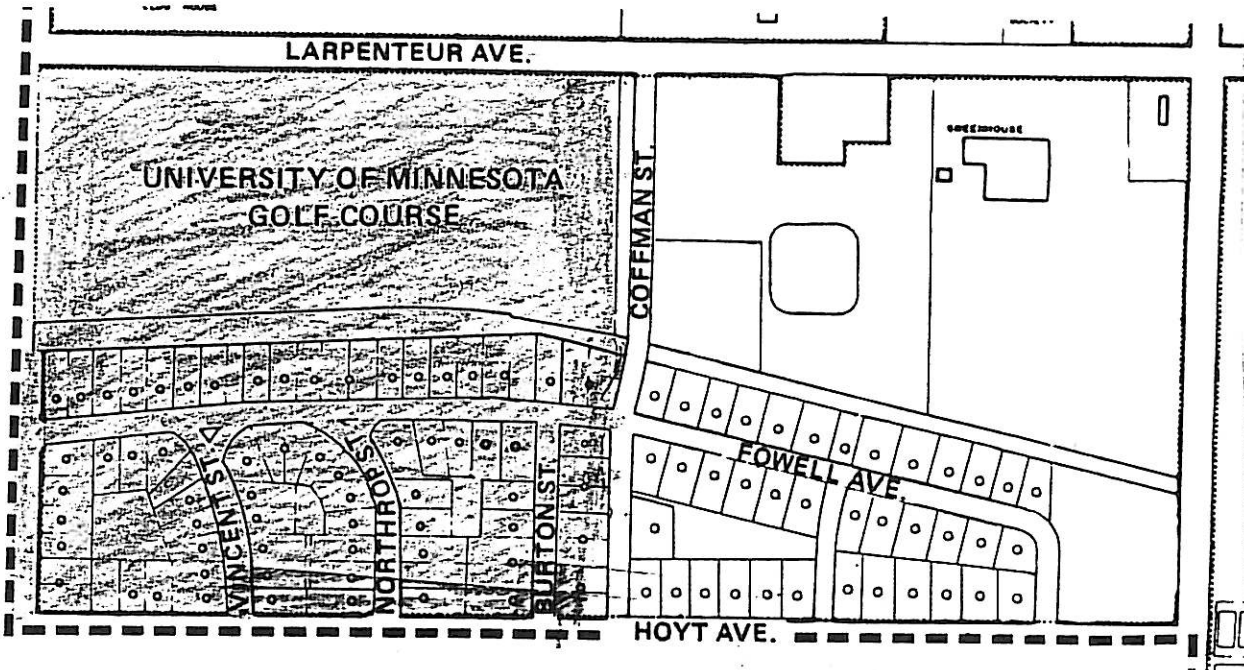 LARPENTEUR AVE.
UNIVERSITY OF MINNESOTA
GOLF COURSE
COFFMAN ST.
GREENHOUSE
FOWELL AVE.
VINCENT ST.
NORTHROP ST.
BURTON ST.
HOYT AVE.